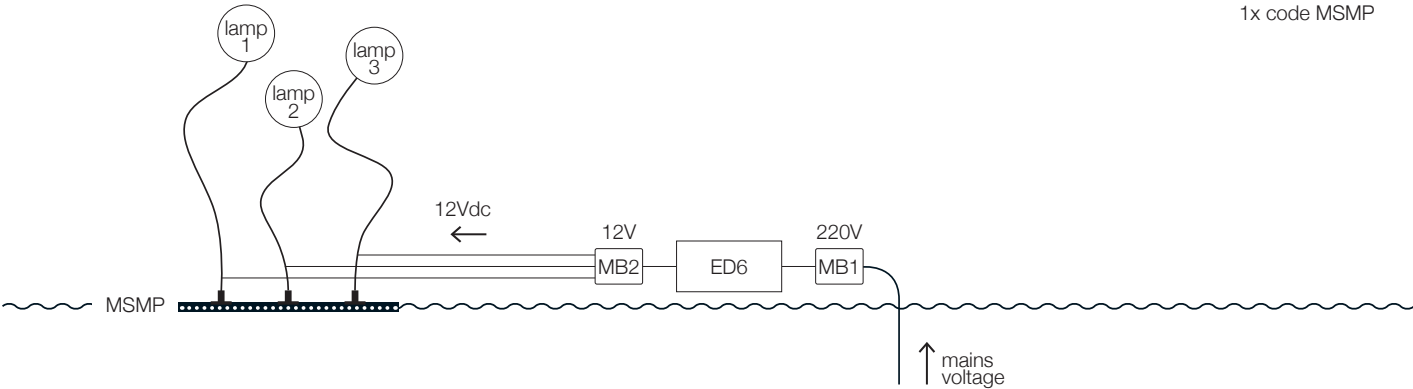 1x code MSMP
lamp
1
lamp
2
lamp
3
12Vdc
12V
220V
MB2
ED6
MB1
MSMP
mains
voltage